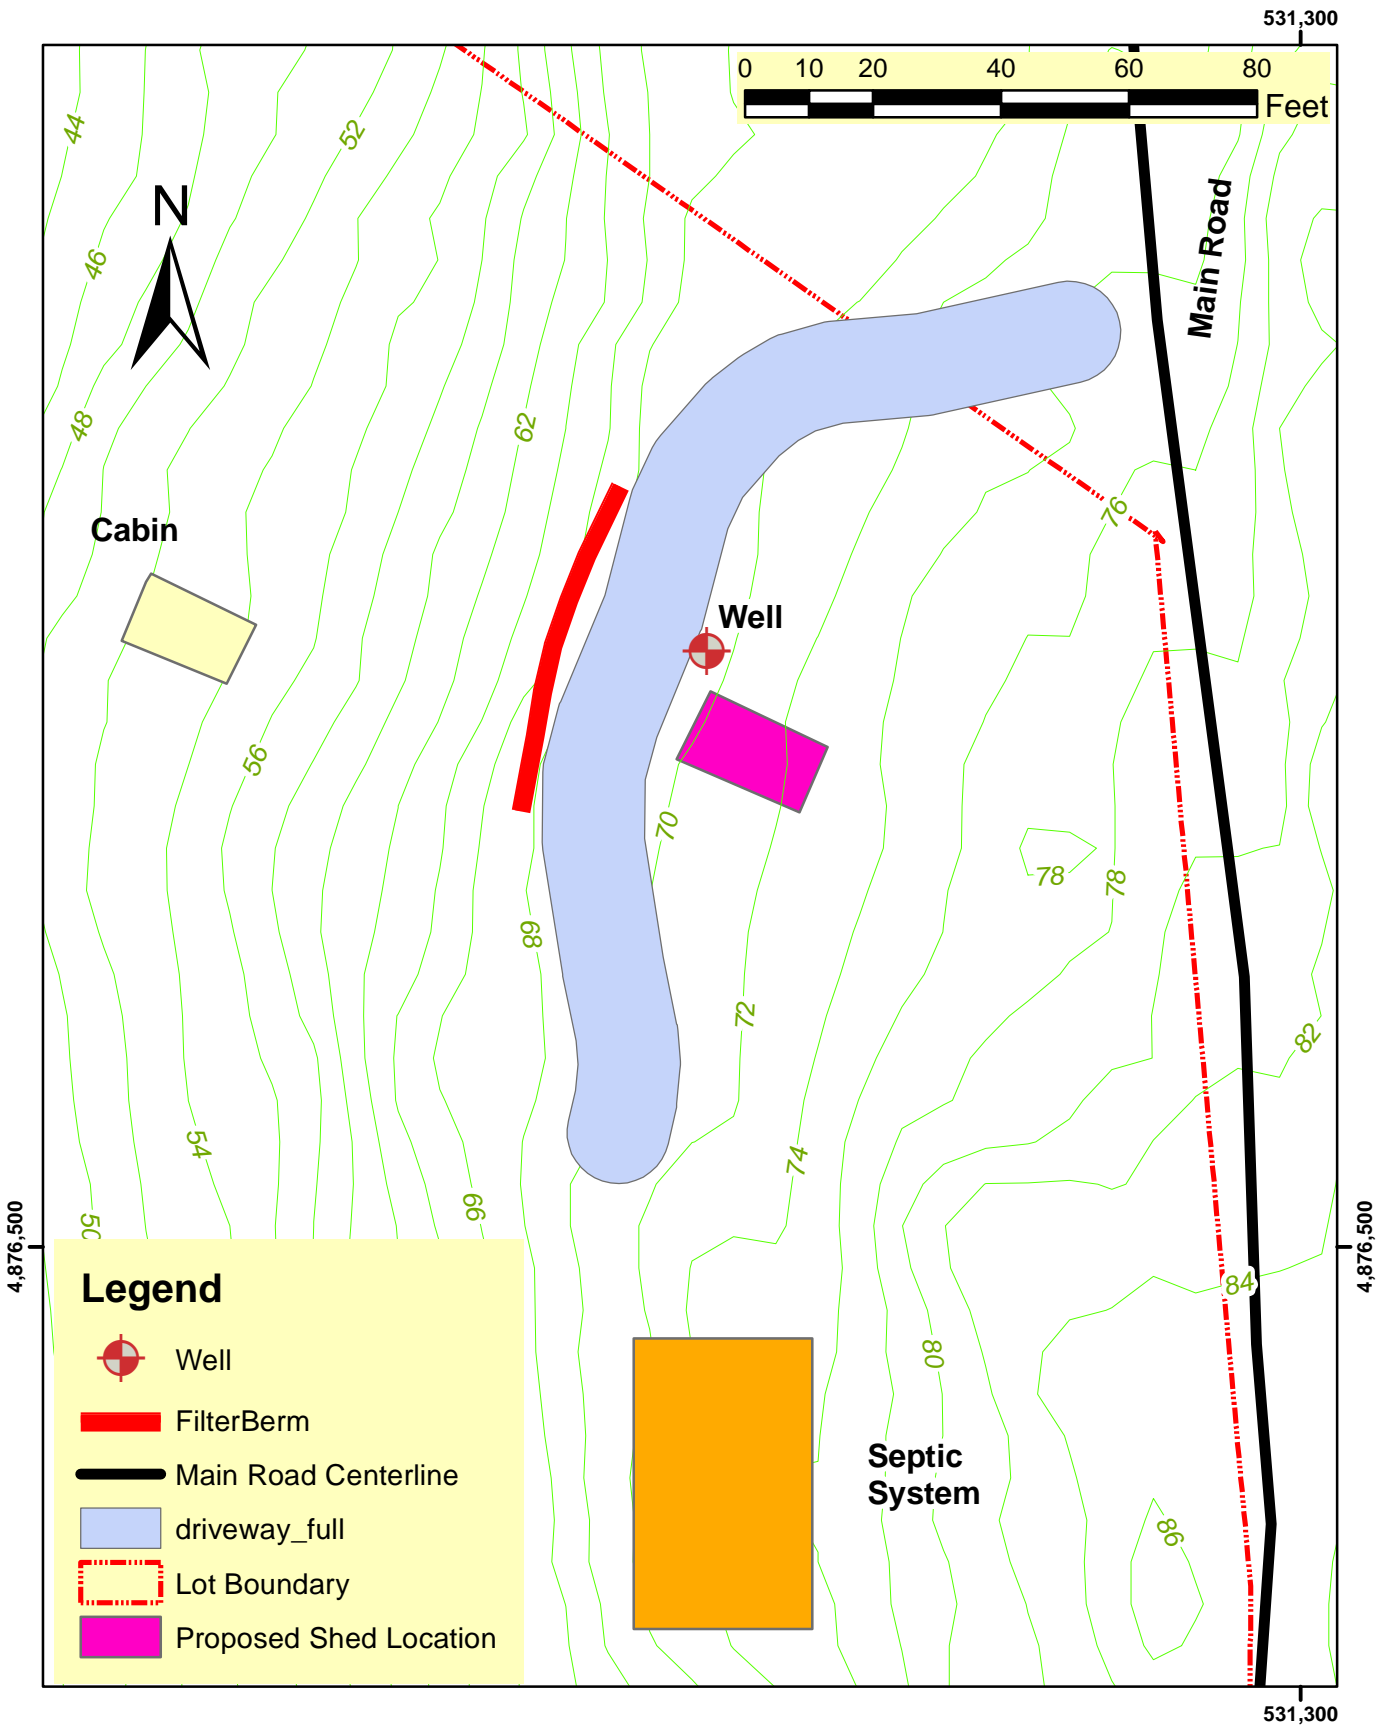 531,300
0 10 20 40 60 80
Feet
44
52
N
Main Road
46
48
62
76
Cabin
Well
56
70
78
78
68
72
82
54
74
66
50
4,876,500
4,876,500
84
Legend
Well
FilterBerm
Main Road Centerline
driveway_full
Lot Boundary
Proposed Shed Location
80
Septic
System
86
531,300